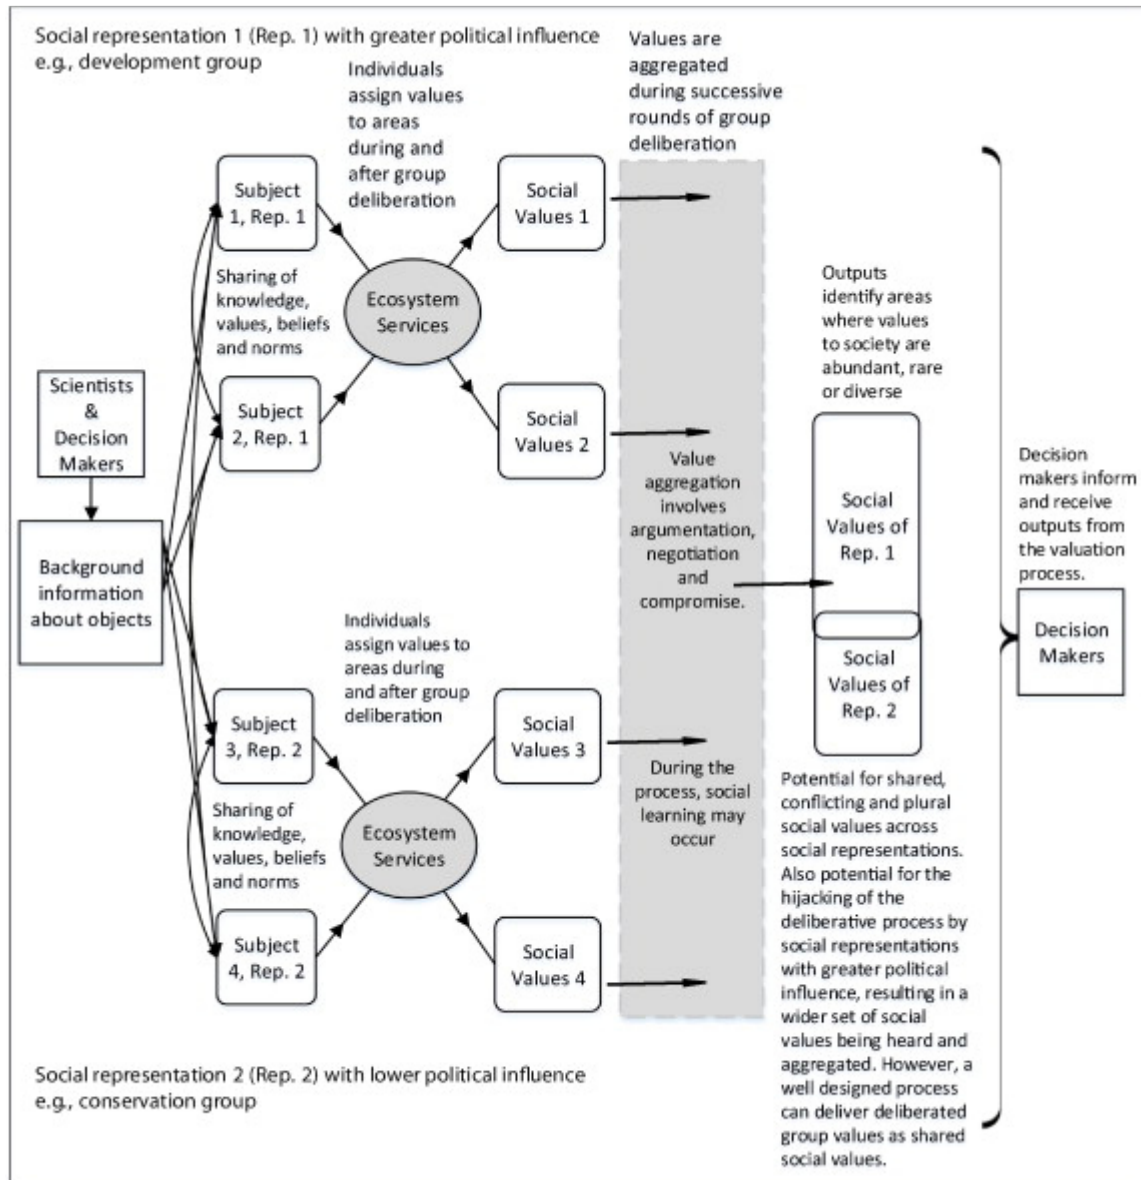 Social representation 1 (Rep. 1) with greater political influence
e.g., development group
Individuals
assign values
to areas
during and
after group
deliberation
Values are
aggregated
during successive
rounds of group
deliberation
Subject
1, Rep. 1
Social
Values 1
Sharing of
knowledge,
values, beliefs
and norms
Ecosystem
Services
Outputs
identify areas
where values
to society are
abundant, rare
or diverse
Scientists
&
Decision
Makers
Subject
2, Rep. 1
Social
Values 2
Background
information
about objects
Value
aggregation
involves
argumentation,
negotiation
and
compromise.
Social
Values of
Rep. 1
Decision
makers inform
and receive
outputs from
the valuation
process.
Decision
Makers
Individuals
assign values to
areas during
and after group
deliberation
Social
Values of
Rep. 2
Subject
3, Rep. 2
Social
Values 3
Sharing of
knowledge,
values, beliefs
and norms
Ecosystem
Services
During the
process, social
learning may
occur
Subject
4, Rep. 2
Social
Values 4
Potential for shared,
conflicting and plural
social values across
social representations.
Also potential for the
hijacking of the
deliberative process by
social representations
with greater political
influence, resulting in a
wider set of social
values being heard and
aggregated. However, a
well designed process
can deliver deliberated
group values as shared
social values.
Social representation 2 (Rep. 2) with lower political influence
e.g., conservation group